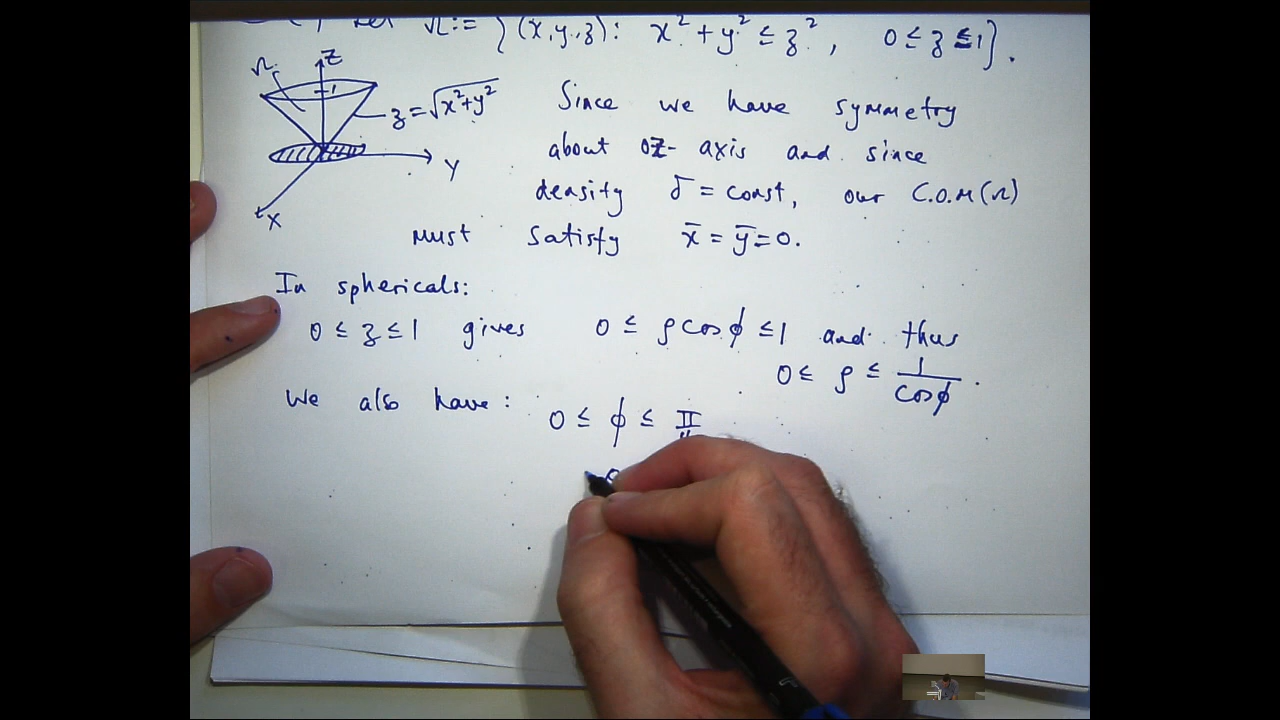 Let Ω := {(x,y,z): x² + y² ≤ z², 0 ≤ z ≤ 1}.
Ω
Z
1
z = √x²+y²
Y
X
Since we have symmetry
about OZ- axis and since
density δ = const, our C.O.M(Ω)
must satisfy x̄ = ȳ = 0.
In sphericals:
0 ≤ z ≤ 1 gives 0 ≤ ρ cos ϕ ≤ 1 and thus
0 ≤ ρ ≤ 1/cos ϕ.
We also have: 0 ≤ ϕ ≤ π/4